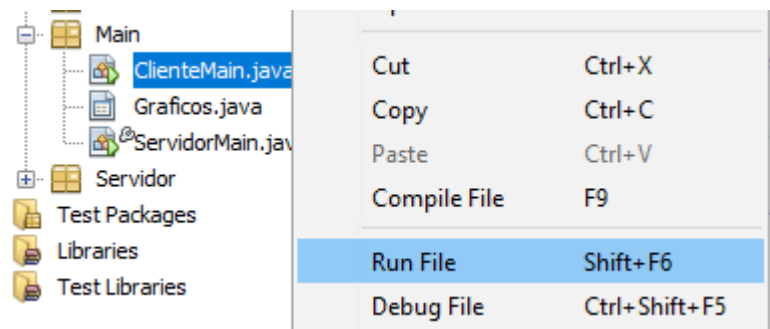 Main
ClienteMain.java
Graficos.java
ServidorMain.jav
Servidor
Test Packages
Libraries
Test Libraries
Cut Ctrl+X
Copy Ctrl+C
Paste Ctrl+V
Compile File F9
Run File Shift+F6
Debug File Ctrl+Shift+F5